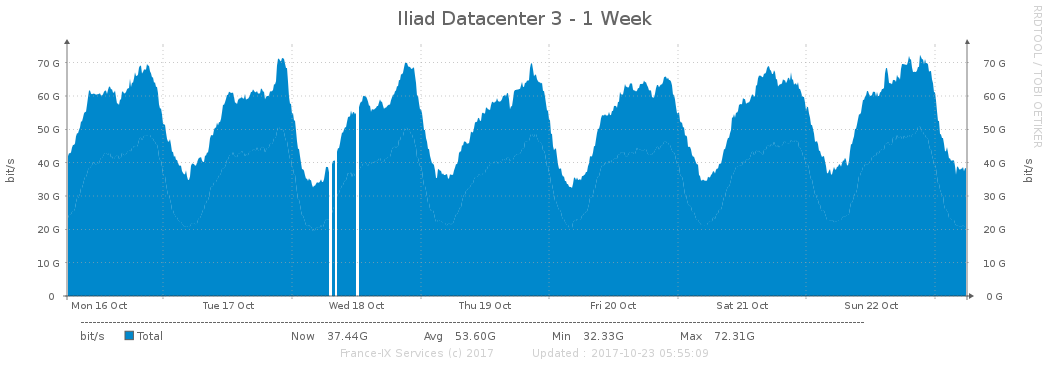 Iliad Datacenter 3 - 1 Week
RRDTOOL / TOBI OETIKER
bit/s
bit/s
70 G 70 G
60 G 60 G
50 G 50 G
40 G 40 G
30 G 30 G
20 G 20 G
10 G 10 G
0 0 G
Mon 16 Oct Tue 17 Oct Wed 18 Oct Thu 19 Oct Fri 20 Oct Sat 21 Oct Sun 22 Oct
bit/s Total Now 37.44G Avg 53.60G Min 32.33G Max 72.31G
France-IX Services (c) 2017 Updated : 2017-10-23 05:55:09